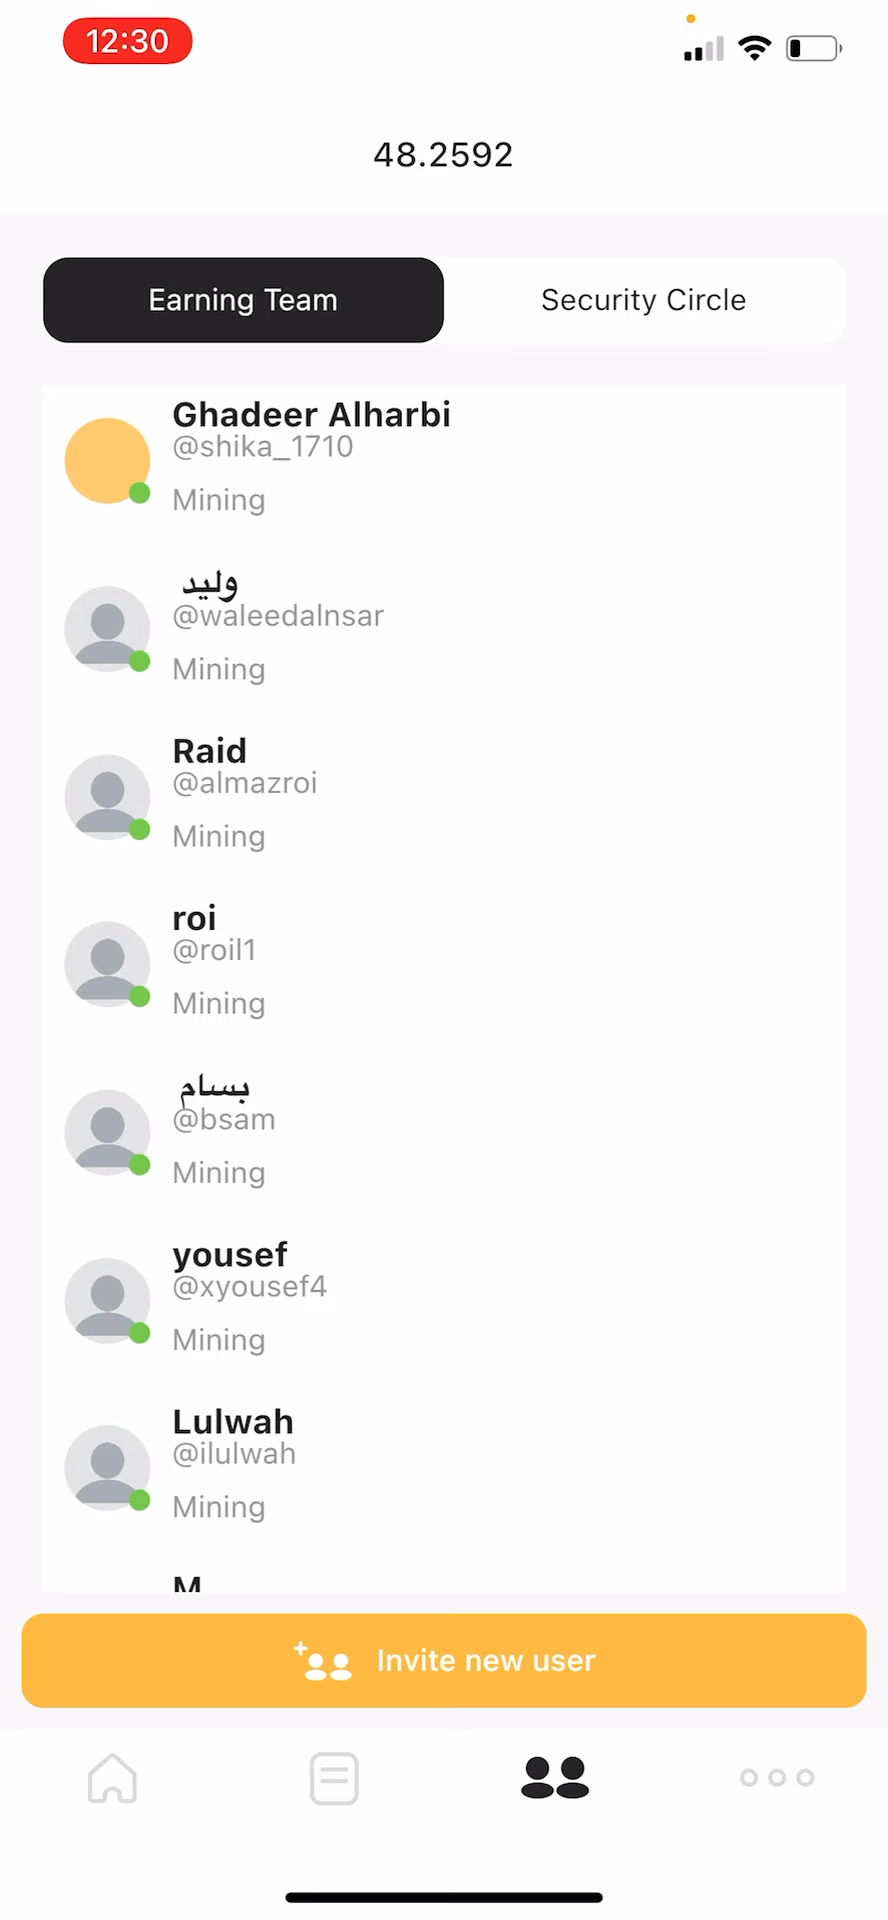 12:30
48.2592
Earning Team
Security Circle
Ghadeer Alharbi
@shika_1710
Mining
وليد
@waleedalnsar
Mining
Raid
@almazroi
Mining
roi
@roil1
Mining
بسام
@bsam
Mining
yousef
@xyousef4
Mining
Lulwah
@ilulwah
Mining
M
Invite new user